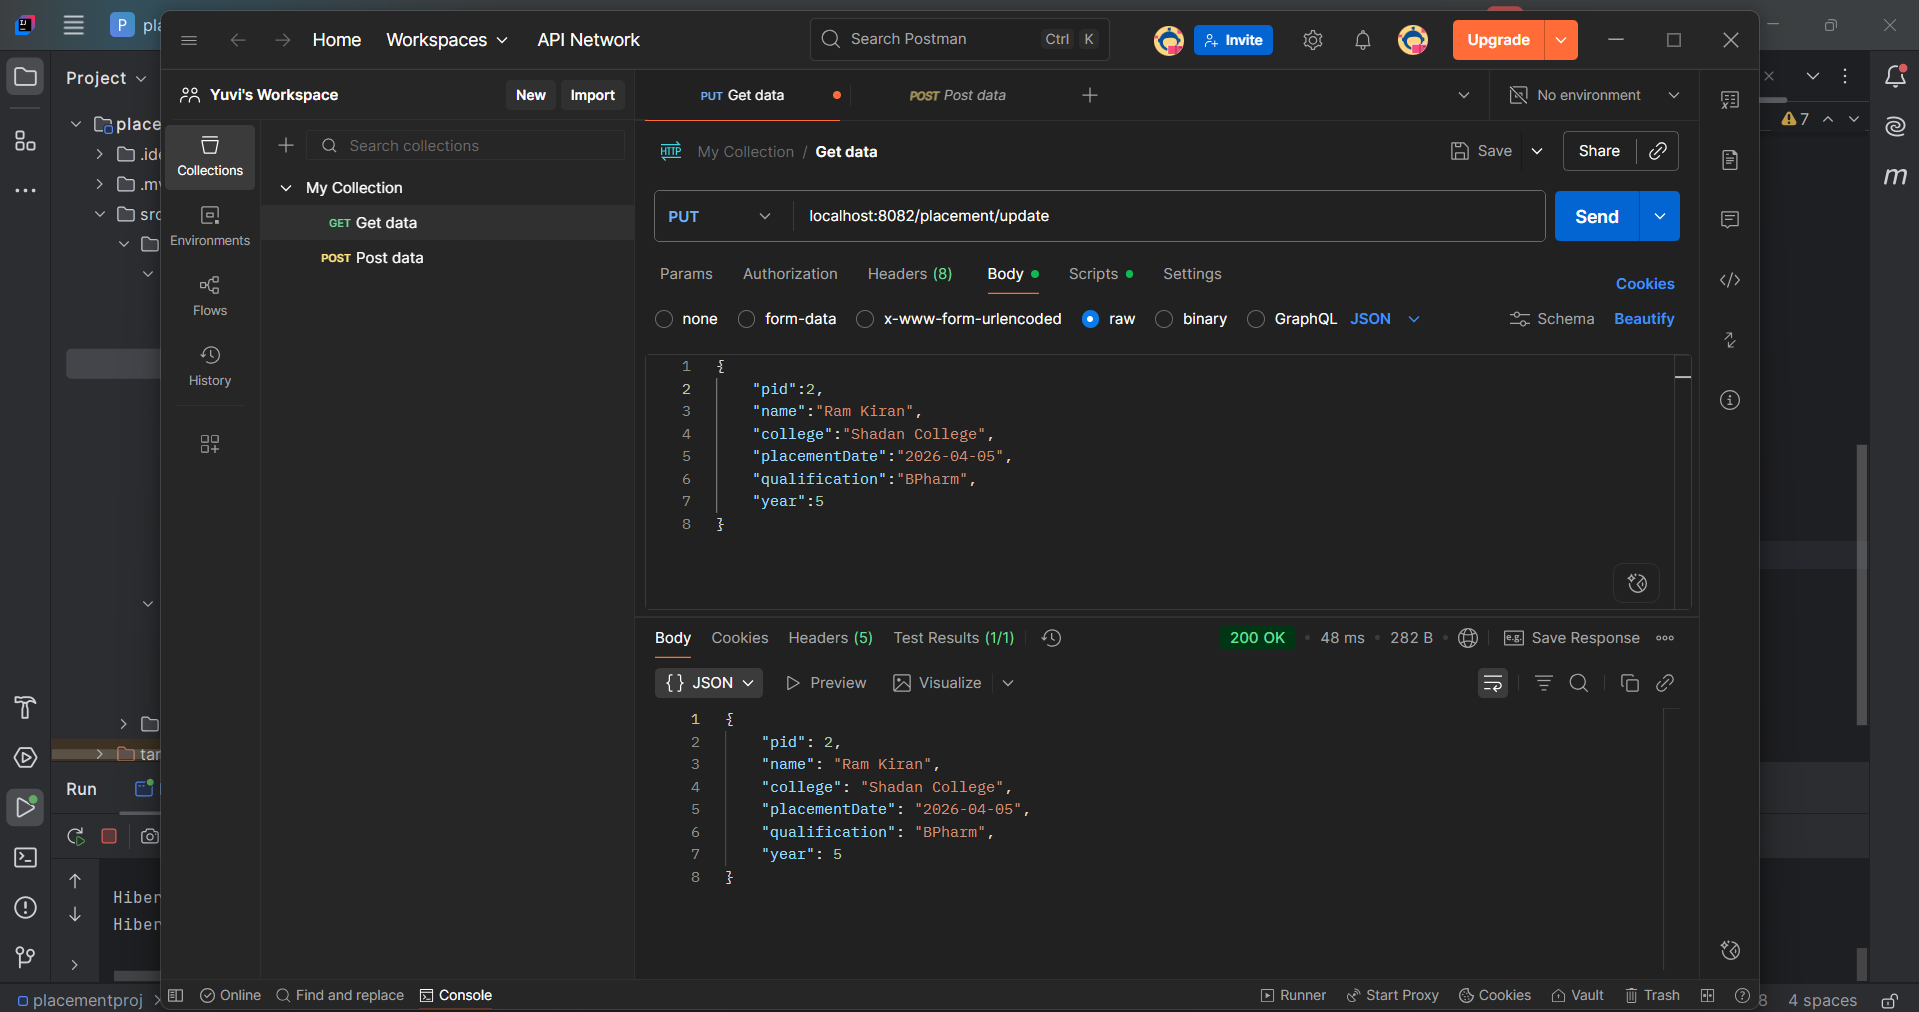 P pla
Home
Workspaces
API Network
Search Postman
Ctrl K
Invite
Upgrade
Project
Yuvi's Workspace
New
Import
PUT Get data
POST Post data
No environment
7
place
.ide
.mv
src
Collections
Environments
Flows
History
Search collections
My Collection
GET Get data
POST Post data
HTTP My Collection / Get data
Save
Share
m
PUT
localhost:8082/placement/update
Send
Params
Authorization
Headers (8)
Body
Scripts
Settings
Cookies
none
form-data
x-www-form-urlencoded
raw
binary
GraphQL
JSON
Schema
Beautify
1 {
2 "pid":2,
3 "name":"Ram Kiran",
4 "college":"Shadan College",
5 "placementDate":"2026-04-05",
6 "qualification":"BPharm",
7 "year":5
8 }
Body
Cookies
Headers (5)
Test Results (1/1)
200 OK
48 ms
282 B
e.g. Save Response
{} JSON
Preview
Visualize
1 {
2 "pid": 2,
3 "name": "Ram Kiran",
4 "college": "Shadan College",
5 "placementDate": "2026-04-05",
6 "qualification": "BPharm",
7 "year": 5
8 }
tar
Run
Hiber
Hiber
placementproj
Online
Find and replace
Console
Runner
Start Proxy
Cookies
Vault
Trash
8
4 spaces